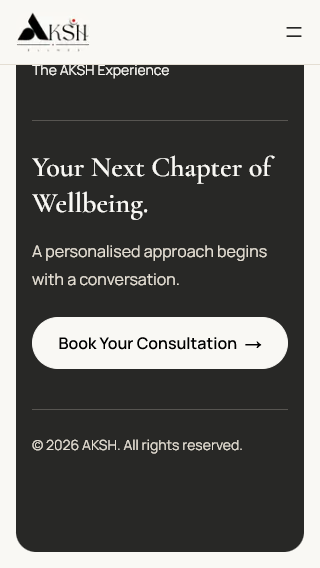 AKSH
The AKSH Experience
Your Next Chapter of
Wellbeing.
A personalised approach begins
with a conversation.
Book Your Consultation →
© 2026 AKSH. All rights reserved.